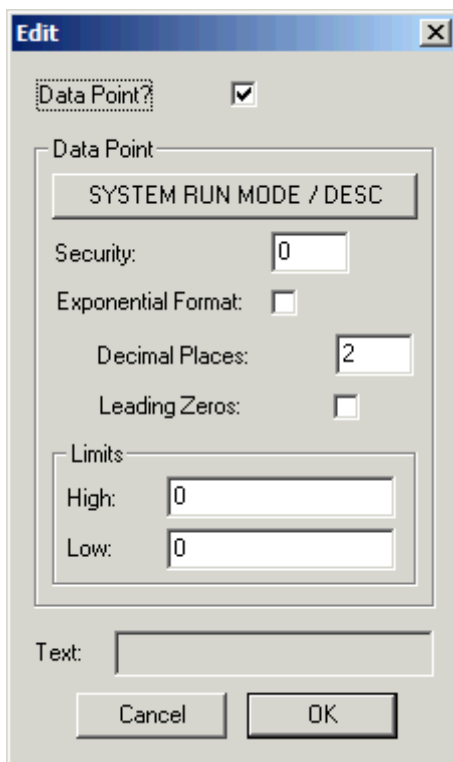 Edit
Data Point?
Data Point
SYSTEM RUN MODE / DESC
Security: 0
Exponential Format:
Decimal Places: 2
Leading Zeros:
Limits
High: 0
Low: 0
Text:
Cancel OK